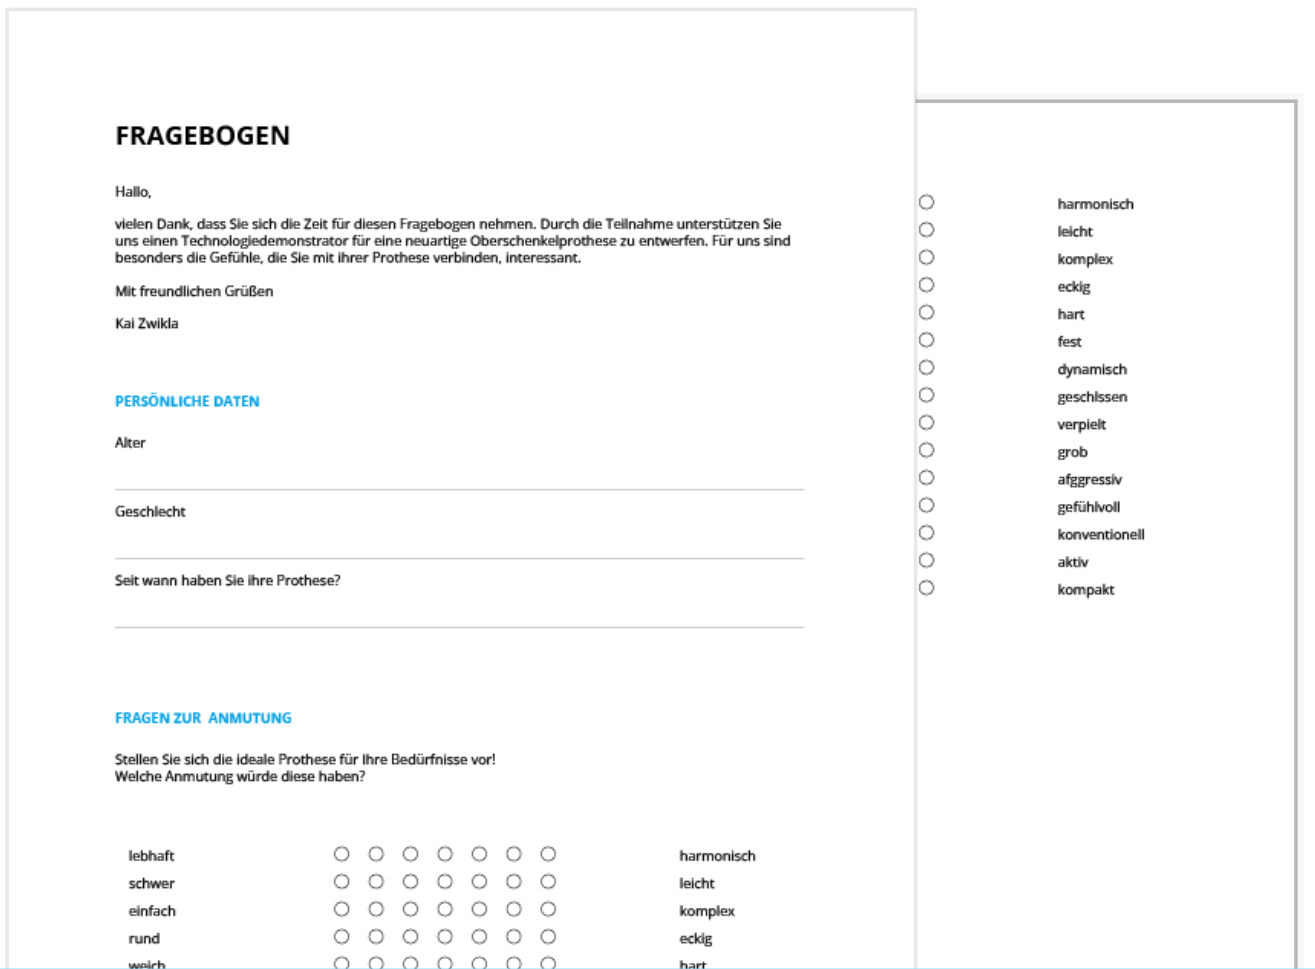 FRAGEBOGEN
Hallo,
vielen Dank, dass Sie sich die Zeit für diesen Fragebogen nehmen. Durch die Teilnahme unterstützen Sie
uns einen Technologiedemonstrator für eine neuartige Oberschenkelprothese zu entwerfen. Für uns sind
besonders die Gefühle, die Sie mit ihrer Prothese verbinden, interessant.
Mit freundlichen Grüßen
Kai Zwikla
PERSÖNLICHE DATEN
Alter
Geschlecht
Seit wann haben Sie ihre Prothese?
FRAGEN ZUR ANMUTUNG
Stellen Sie sich die ideale Prothese für Ihre Bedürfnisse vor!
Welche Anmutung würde diese haben?
lebhaft harmonisch
schwer leicht
einfach komplex
rund eckig
weich hart
harmonisch
leicht
komplex
eckig
hart
fest
dynamisch
geschlssen
verpielt
grob
afggressiv
gefühlvoll
konventionell
aktiv
kompakt